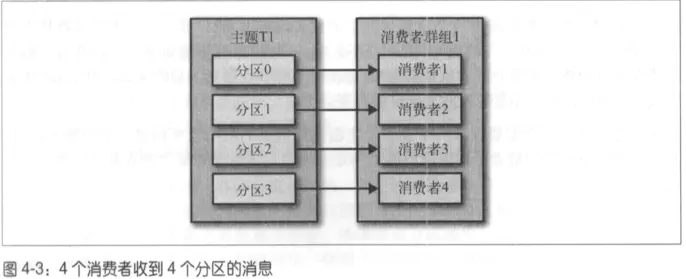 主题T1
消费者群组1
分区0
消费者1
分区1
消费者2
分区2
消费者3
分区3
消费者4
图 4-3：4 个消费者收到 4 个分区的消息